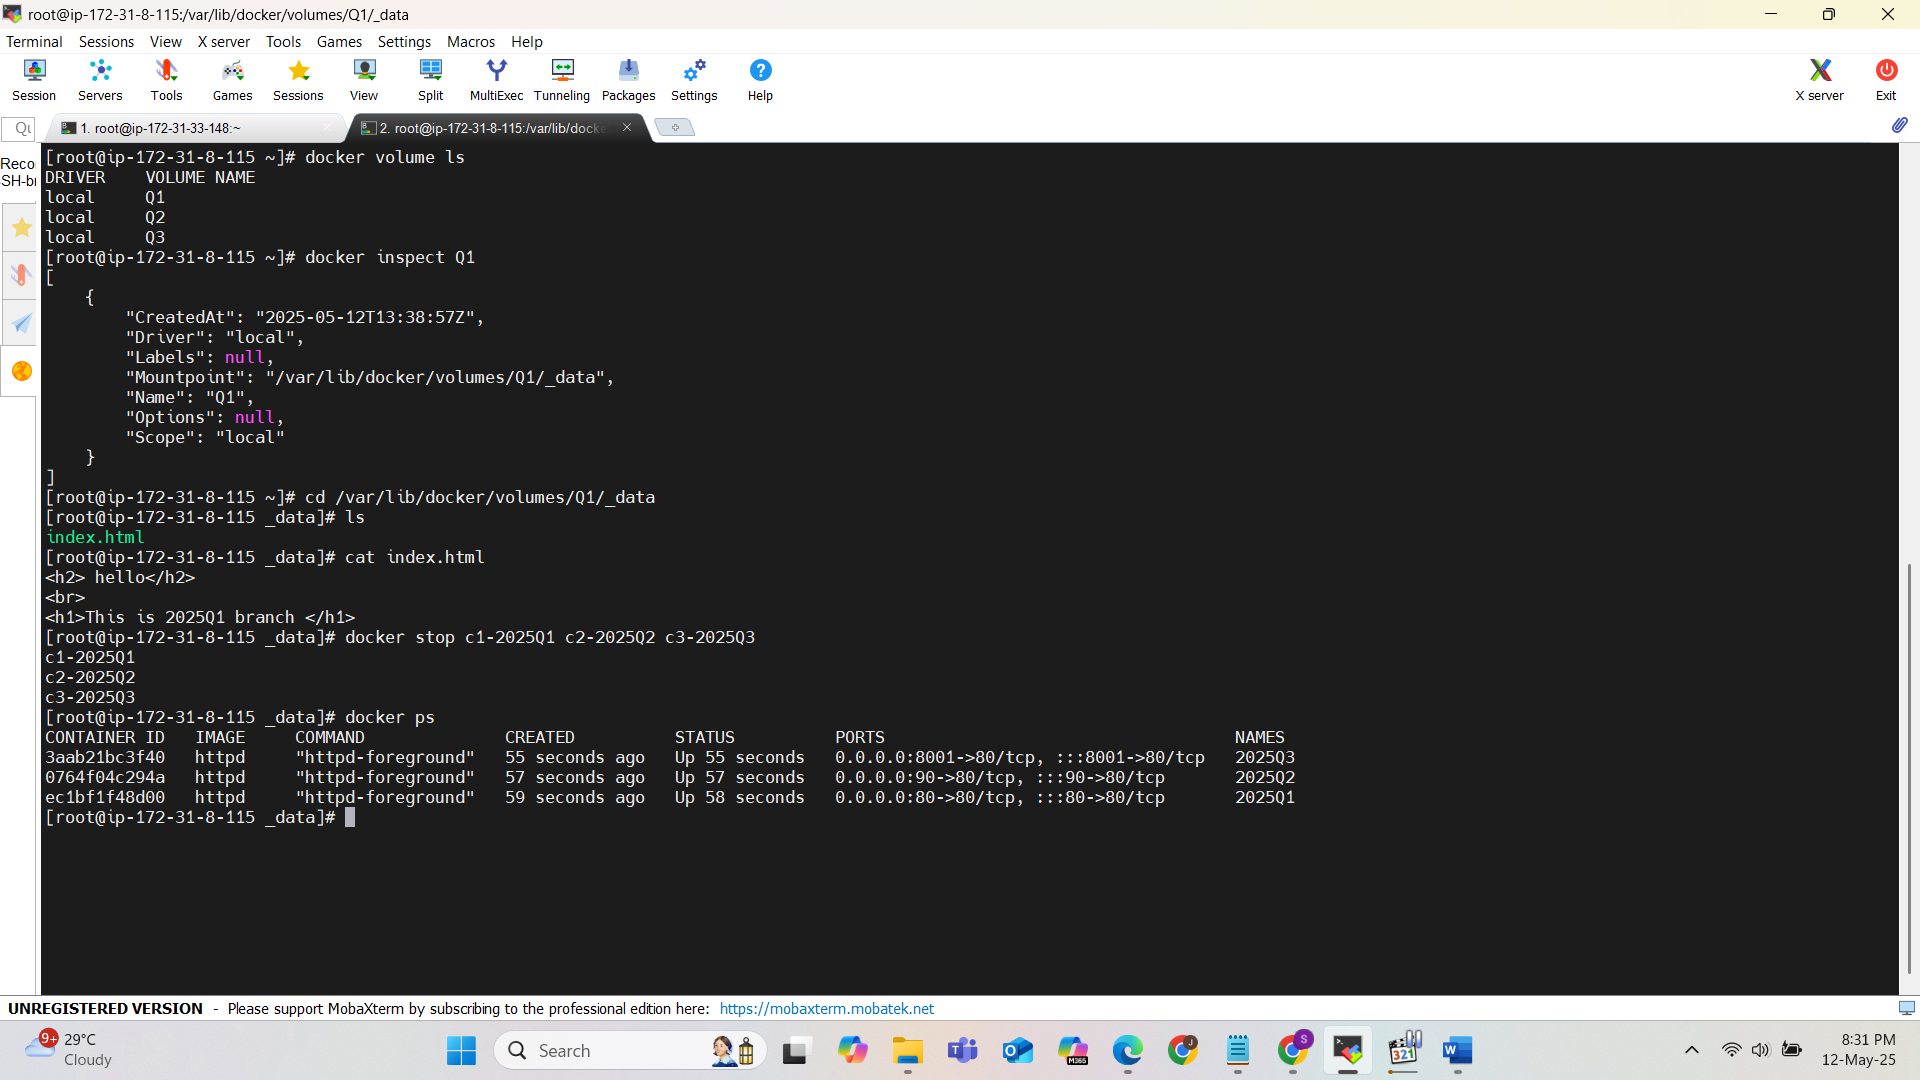 root@ip-172-31-8-115:/var/lib/docker/volumes/Q1/_data
Terminal Sessions View X server Tools Games Settings Macros Help
Session Servers Tools Games Sessions View Split MultiExec Tunneling Packages Settings Help X server Exit
1. root@ip-172-31-33-148:~ 2. root@ip-172-31-8-115:/var/lib/docke
[root@ip-172-31-8-115 ~]# docker volume ls
DRIVER    VOLUME NAME
local     Q1
local     Q2
local     Q3
[root@ip-172-31-8-115 ~]# docker inspect Q1
[
    {
        "CreatedAt": "2025-05-12T13:38:57Z",
        "Driver": "local",
        "Labels": null,
        "Mountpoint": "/var/lib/docker/volumes/Q1/_data",
        "Name": "Q1",
        "Options": null,
        "Scope": "local"
    }
]
[root@ip-172-31-8-115 ~]# cd /var/lib/docker/volumes/Q1/_data
[root@ip-172-31-8-115 _data]# ls
index.html
[root@ip-172-31-8-115 _data]# cat index.html
<h2> hello</h2>
<br>
<h1>This is 2025Q1 branch </h1>
[root@ip-172-31-8-115 _data]# docker stop c1-2025Q1 c2-2025Q2 c3-2025Q3
c1-2025Q1
c2-2025Q2
c3-2025Q3
[root@ip-172-31-8-115 _data]# docker ps
CONTAINER ID   IMAGE     COMMAND              CREATED          STATUS          PORTS                                   NAMES
3aab21bc3f40   httpd     "httpd-foreground"   55 seconds ago   Up 55 seconds   0.0.0.0:8001->80/tcp, :::8001->80/tcp   2025Q3
0764f04c294a   httpd     "httpd-foreground"   57 seconds ago   Up 57 seconds   0.0.0.0:90->80/tcp, :::90->80/tcp       2025Q2
ec1bf1f48d00   httpd     "httpd-foreground"   59 seconds ago   Up 58 seconds   0.0.0.0:80->80/tcp, :::80->80/tcp       2025Q1
[root@ip-172-31-8-115 _data]#
UNREGISTERED VERSION - Please support MobaXterm by subscribing to the professional edition here: https://mobaxterm.mobatek.net
9+ 29°C
Cloudy
Search
M365
321
8:31 PM
12-May-25